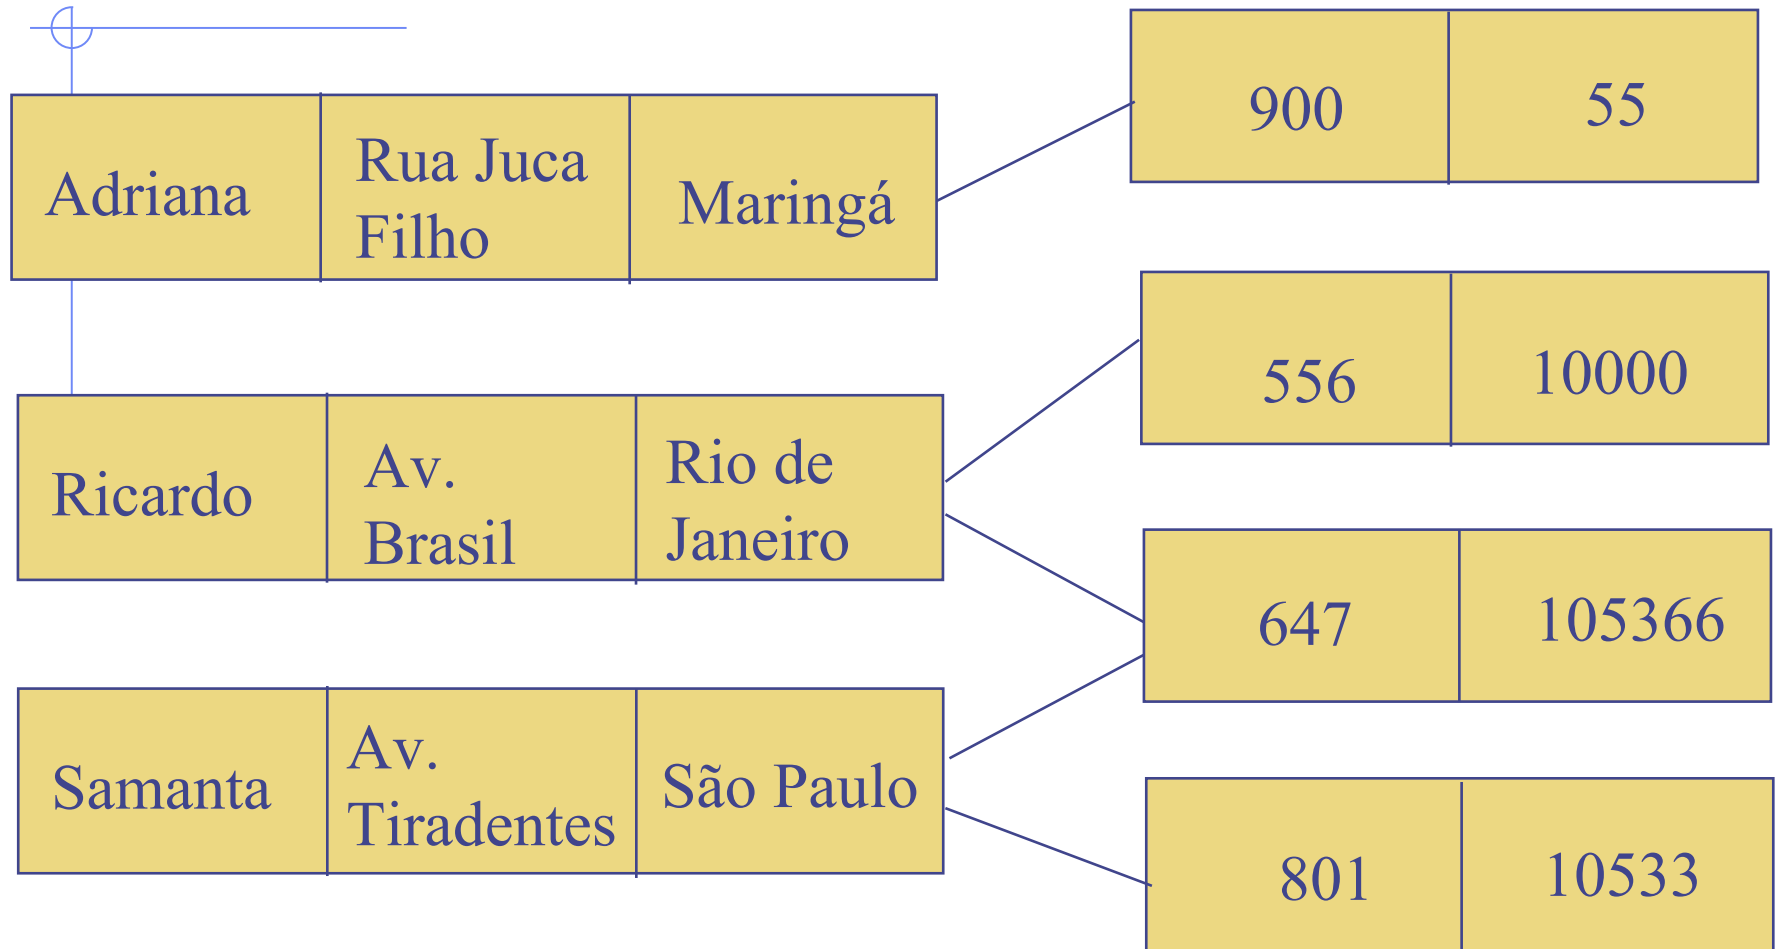 Adriana
Rua Juca
Filho
Maringá
900
55
Ricardo
Av.
Brasil
Rio de
Janeiro
556
10000
647
105366
Samanta
Av.
Tiradentes
São Paulo
801
10533